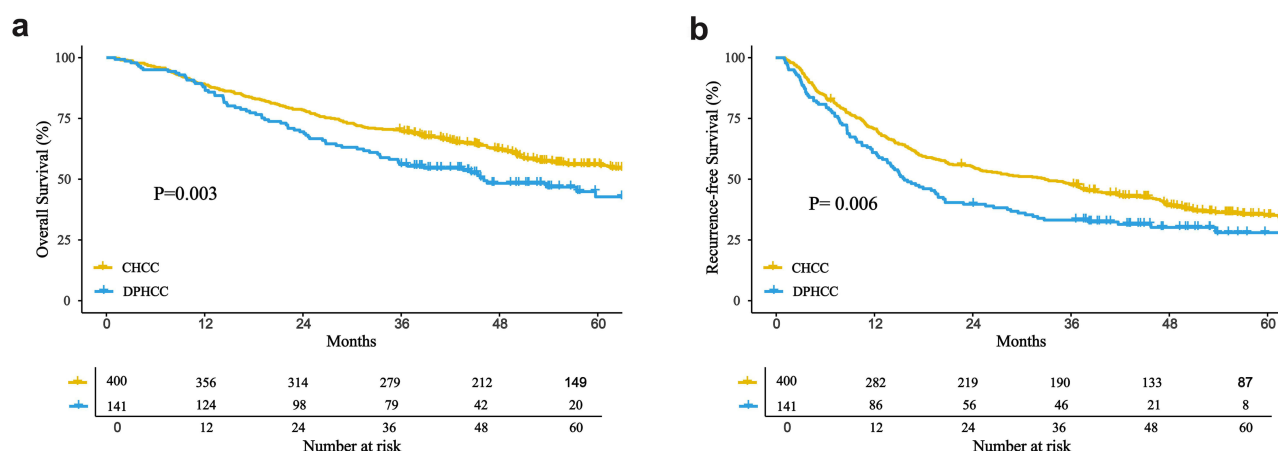 a
Overall Survival (%)
100
75
50
25
0
P=0.003
CHCC
DPHCC
0 12 24 36 48 60
Months
400 356 314 279 212 149
141 124 98 79 42 20
0 12 24 36 48 60
Number at risk
b
Recurrence-free Survival (%)
100
75
50
25
0
P= 0.006
CHCC
DPHCC
0 12 24 36 48 60
Months
400 282 219 190 133 87
141 86 56 46 21 8
0 12 24 36 48 60
Number at risk